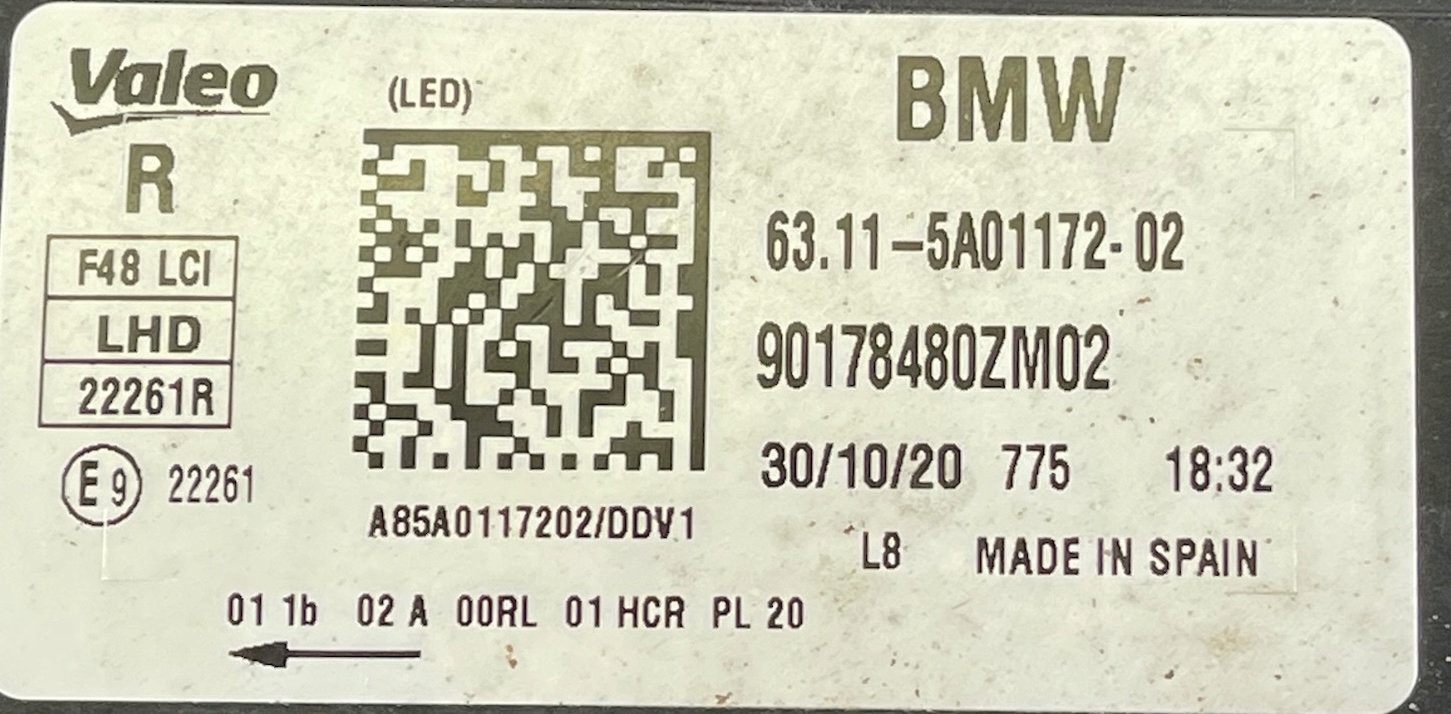 Valeo
(LED)
BMW
R
F48 LCI
LHD
22261R
E 9 22261
63.11-5A01172-02
90178480ZM02
30/10/20 775 18:32
A85A0117202/DDV1
L8 MADE IN SPAIN
01 1b 02 A 00RL 01 HCR PL 20